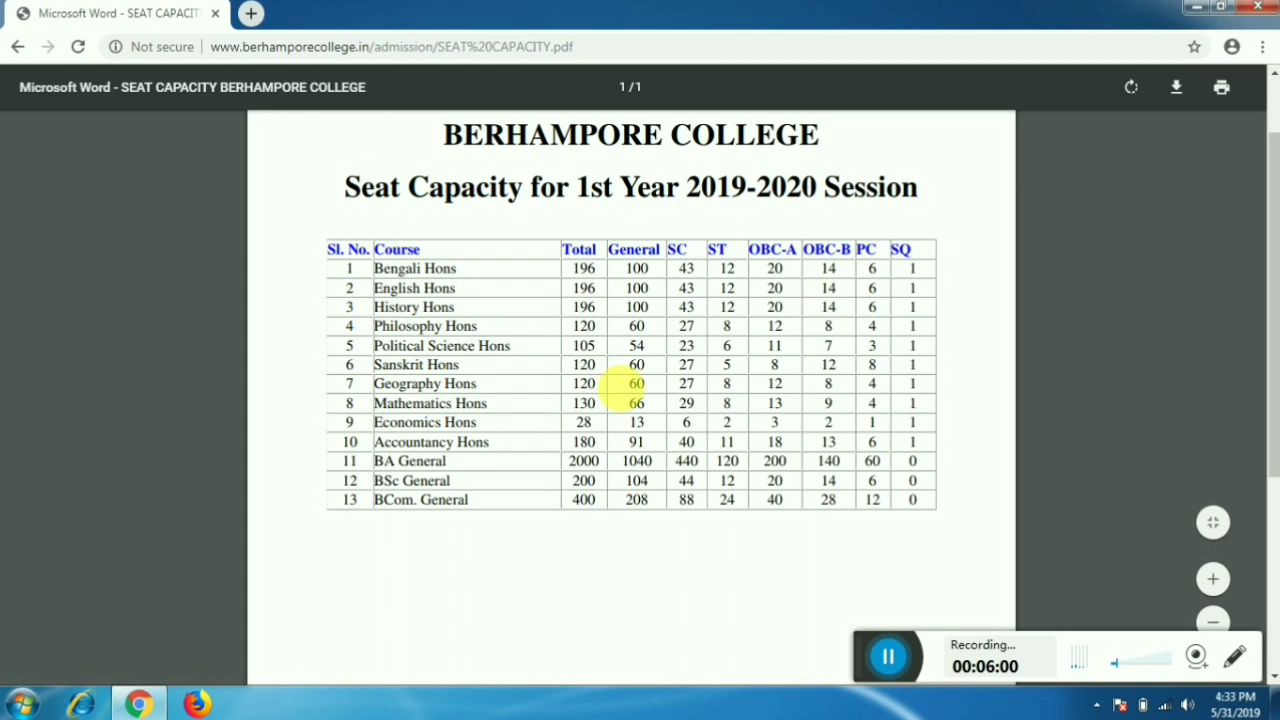 Microsoft Word - SEAT CAPACIT
Not secure | www.berhamporecollege.in/admission/SEAT%20CAPACITY.pdf
Microsoft Word - SEAT CAPACITY BERHAMPORE COLLEGE 1 / 1
BERHAMPORE COLLEGE
Seat Capacity for 1st Year 2019-2020 Session
Sl. No. Course Total General SC ST OBC-A OBC-B PC SQ
1 Bengali Hons 196 100 43 12 20 14 6 1
2 English Hons 196 100 43 12 20 14 6 1
3 History Hons 196 100 43 12 20 14 6 1
4 Philosophy Hons 120 60 27 8 12 8 4 1
5 Political Science Hons 105 54 23 6 11 7 3 1
6 Sanskrit Hons 120 60 27 5 8 12 8 1
7 Geography Hons 120 60 27 8 12 8 4 1
8 Mathematics Hons 130 66 29 8 13 9 4 1
9 Economics Hons 28 13 6 2 3 2 1 1
10 Accountancy Hons 180 91 40 11 18 13 6 1
11 BA General 2000 1040 440 120 200 140 60 0
12 BSc General 200 104 44 12 20 14 6 0
13 BCom. General 400 208 88 24 40 28 12 0
Recording...
00:06:00
4:33 PM
5/31/2019